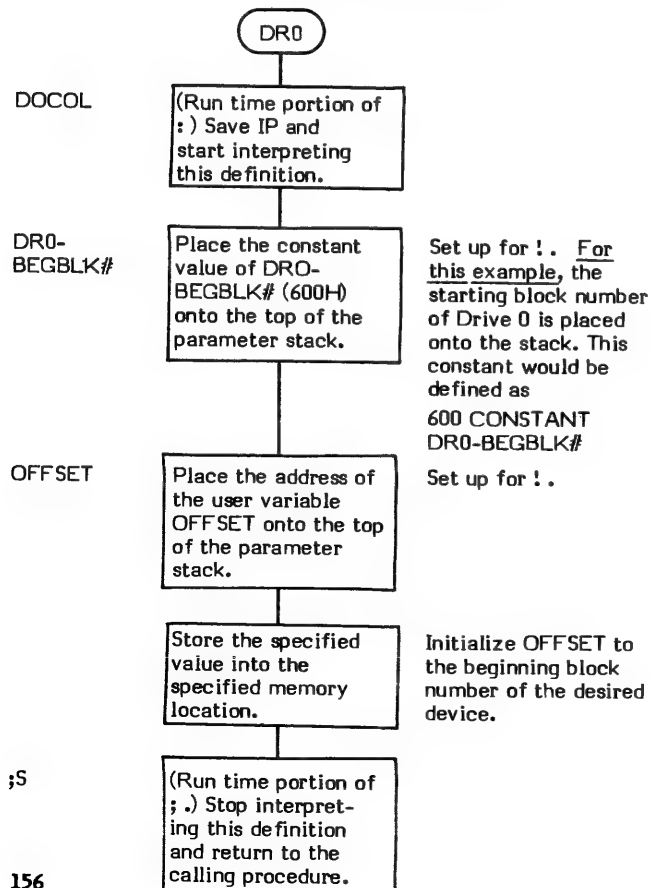 DR0
DOCOL
(Run time portion of
: ) Save IP and
start interpreting
this definition.
DR0-
BEGBLK#
Place the constant
value of DRO-
BEGBLK# (600H)
onto the top of the
parameter stack.
Set up for !. For
this example, the
starting block number
of Drive 0 is placed
onto the stack. This
constant would be
defined as
600 CONSTANT
DR0-BEGBLK#
OFFSET
Place the address of
the user variable
OFFSET onto the top
of the parameter
stack.
Set up for !.
Store the specified
value into the
specified memory
location.
Initialize OFFSET to
the beginning block
number of the desired
device.
;S
(Run time portion of
; .) Stop interpret-
ing this definition
and return to the
calling procedure.
156